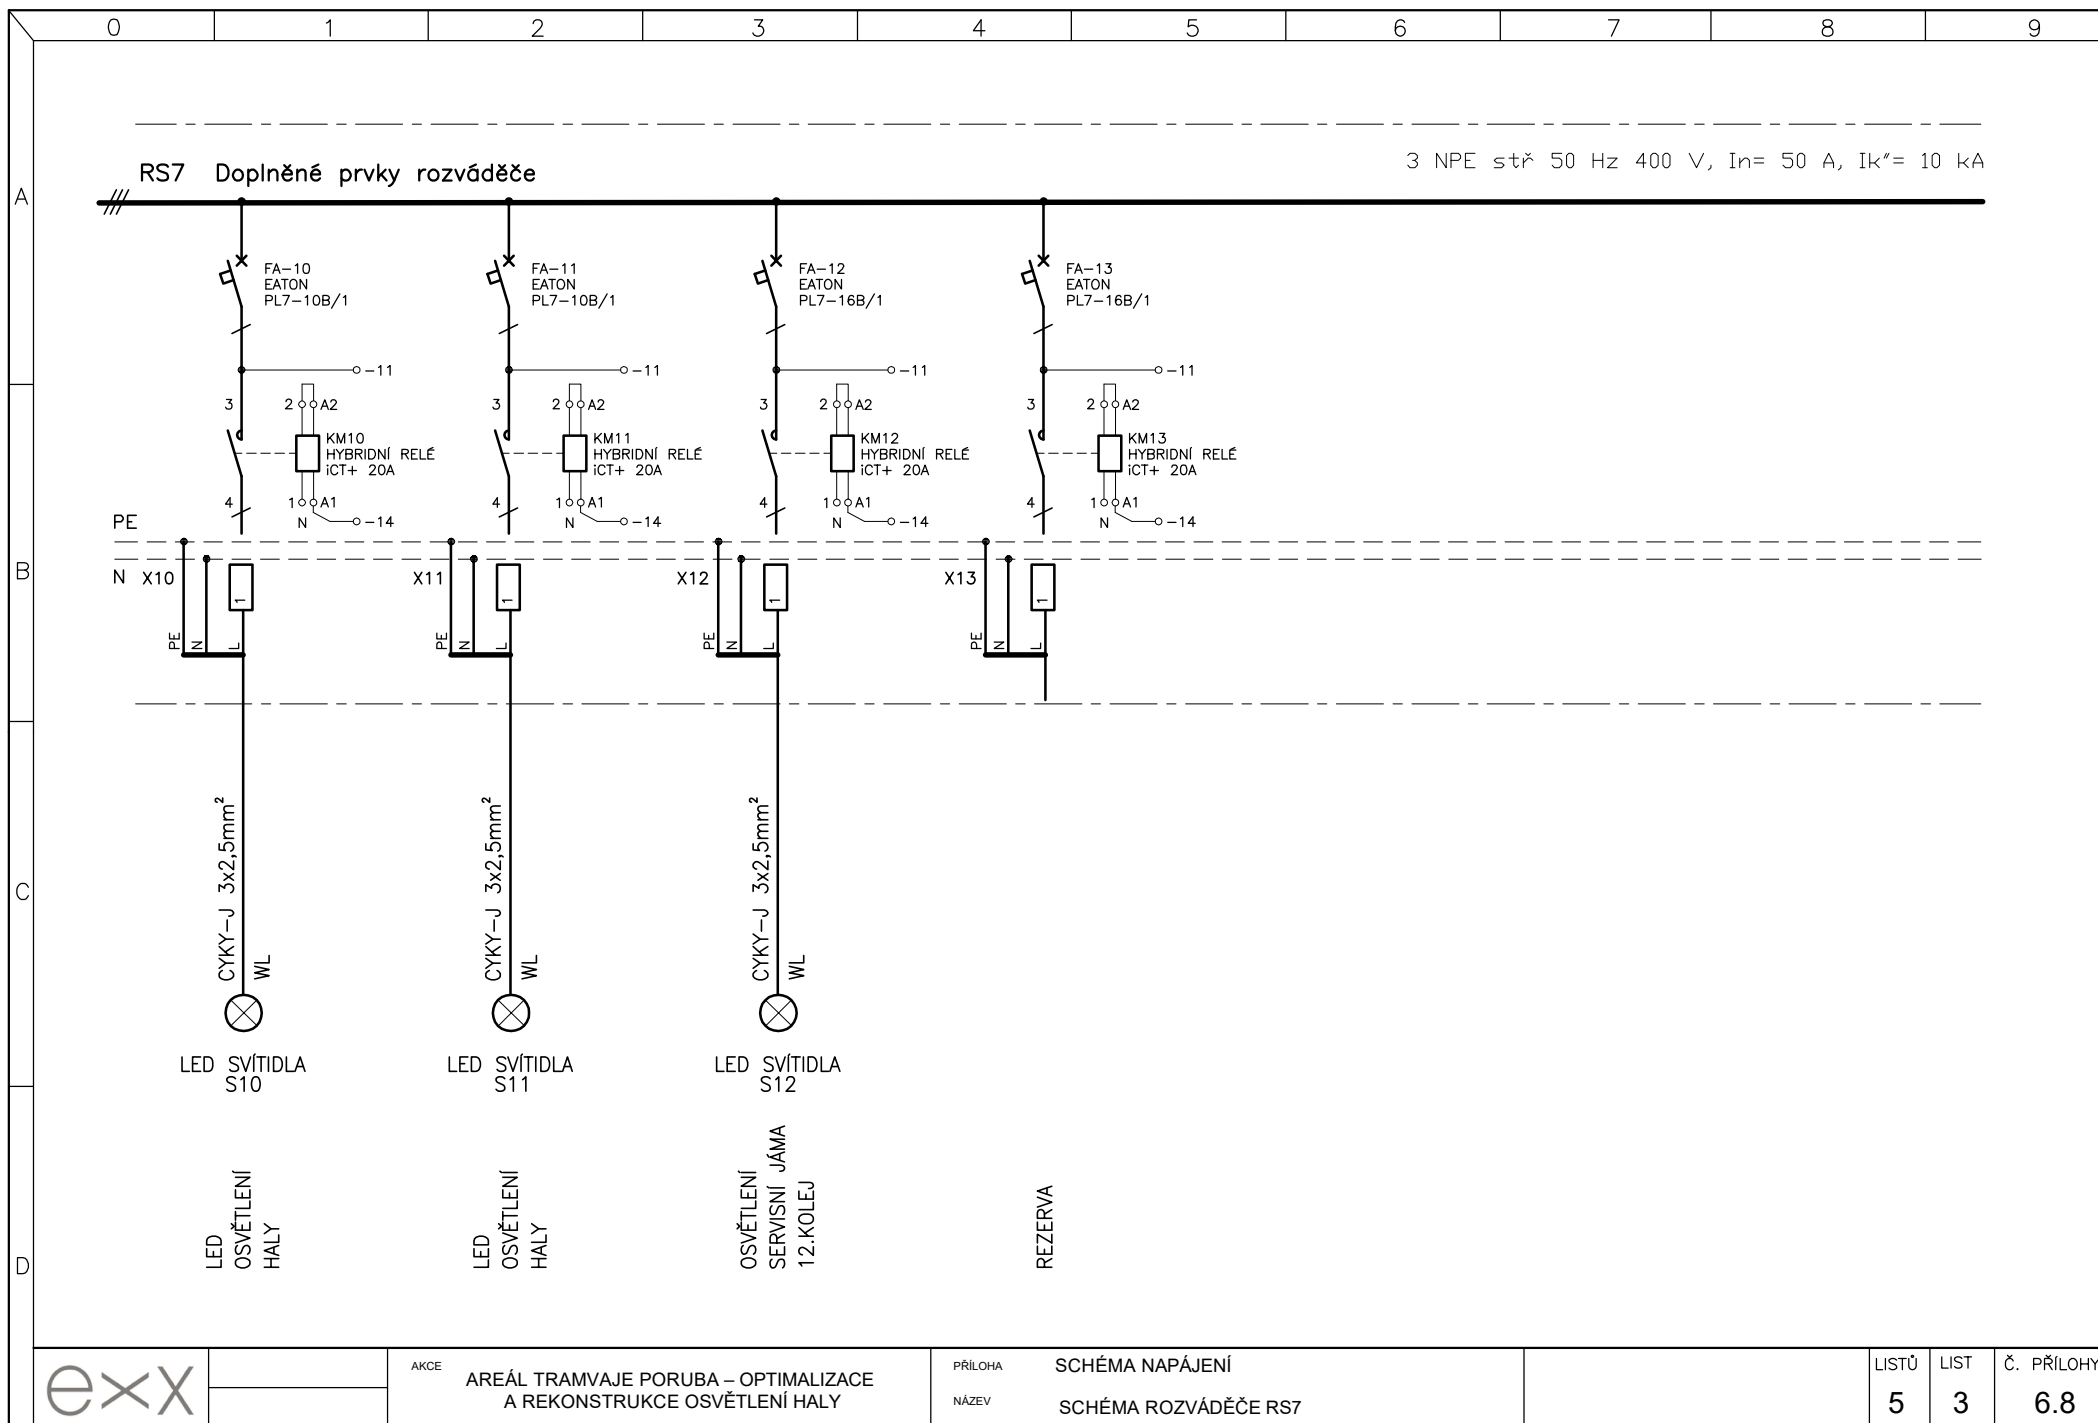 0 1 2 3 4 5 6 7 8 9
A
B
C
D
RS7 Doplněné prvky rozváděče
3 NPE stř 50 Hz 400 V, In= 50 A, Ik″= 10 kA
FA-10
EATON
PL7-10B/1
FA-11
EATON
PL7-10B/1
FA-12
EATON
PL7-16B/1
FA-13
EATON
PL7-16B/1
-11
-11
-11
-11
3 2 A2
3 2 A2
3 2 A2
3 2 A2
KM10
HYBRIDNÍ RELÉ
iCT+ 20A
KM11
HYBRIDNÍ RELÉ
iCT+ 20A
KM12
HYBRIDNÍ RELÉ
iCT+ 20A
KM13
HYBRIDNÍ RELÉ
iCT+ 20A
4 1 A1
N -14
4 1 A1
N -14
4 1 A1
N -14
4 1 A1
N -14
PE
N
X10 1
PE N L
X11 1
PE N L
X12 1
PE N L
X13 1
PE N L
CYKY-J 3x2,5mm²
WL
CYKY-J 3x2,5mm²
WL
CYKY-J 3x2,5mm²
WL
LED SVÍTIDLA
S10
LED SVÍTIDLA
S11
LED SVÍTIDLA
S12
LED
OSVĚTLENÍ
HALY
LED
OSVĚTLENÍ
HALY
OSVĚTLENÍ
SERVISNÍ JÁMA
12.KOLEJ
REZERVA
exx
AKCE
AREÁL TRAMVAJE PORUBA – OPTIMALIZACE
A REKONSTRUKCE OSVĚTLENÍ HALY
PŘÍLOHA SCHÉMA NAPÁJENÍ
NÁZEV SCHÉMA ROZVÁDĚČE RS7
LISTŮ
5
LIST
3
Č. PŘÍLOHY
6.8